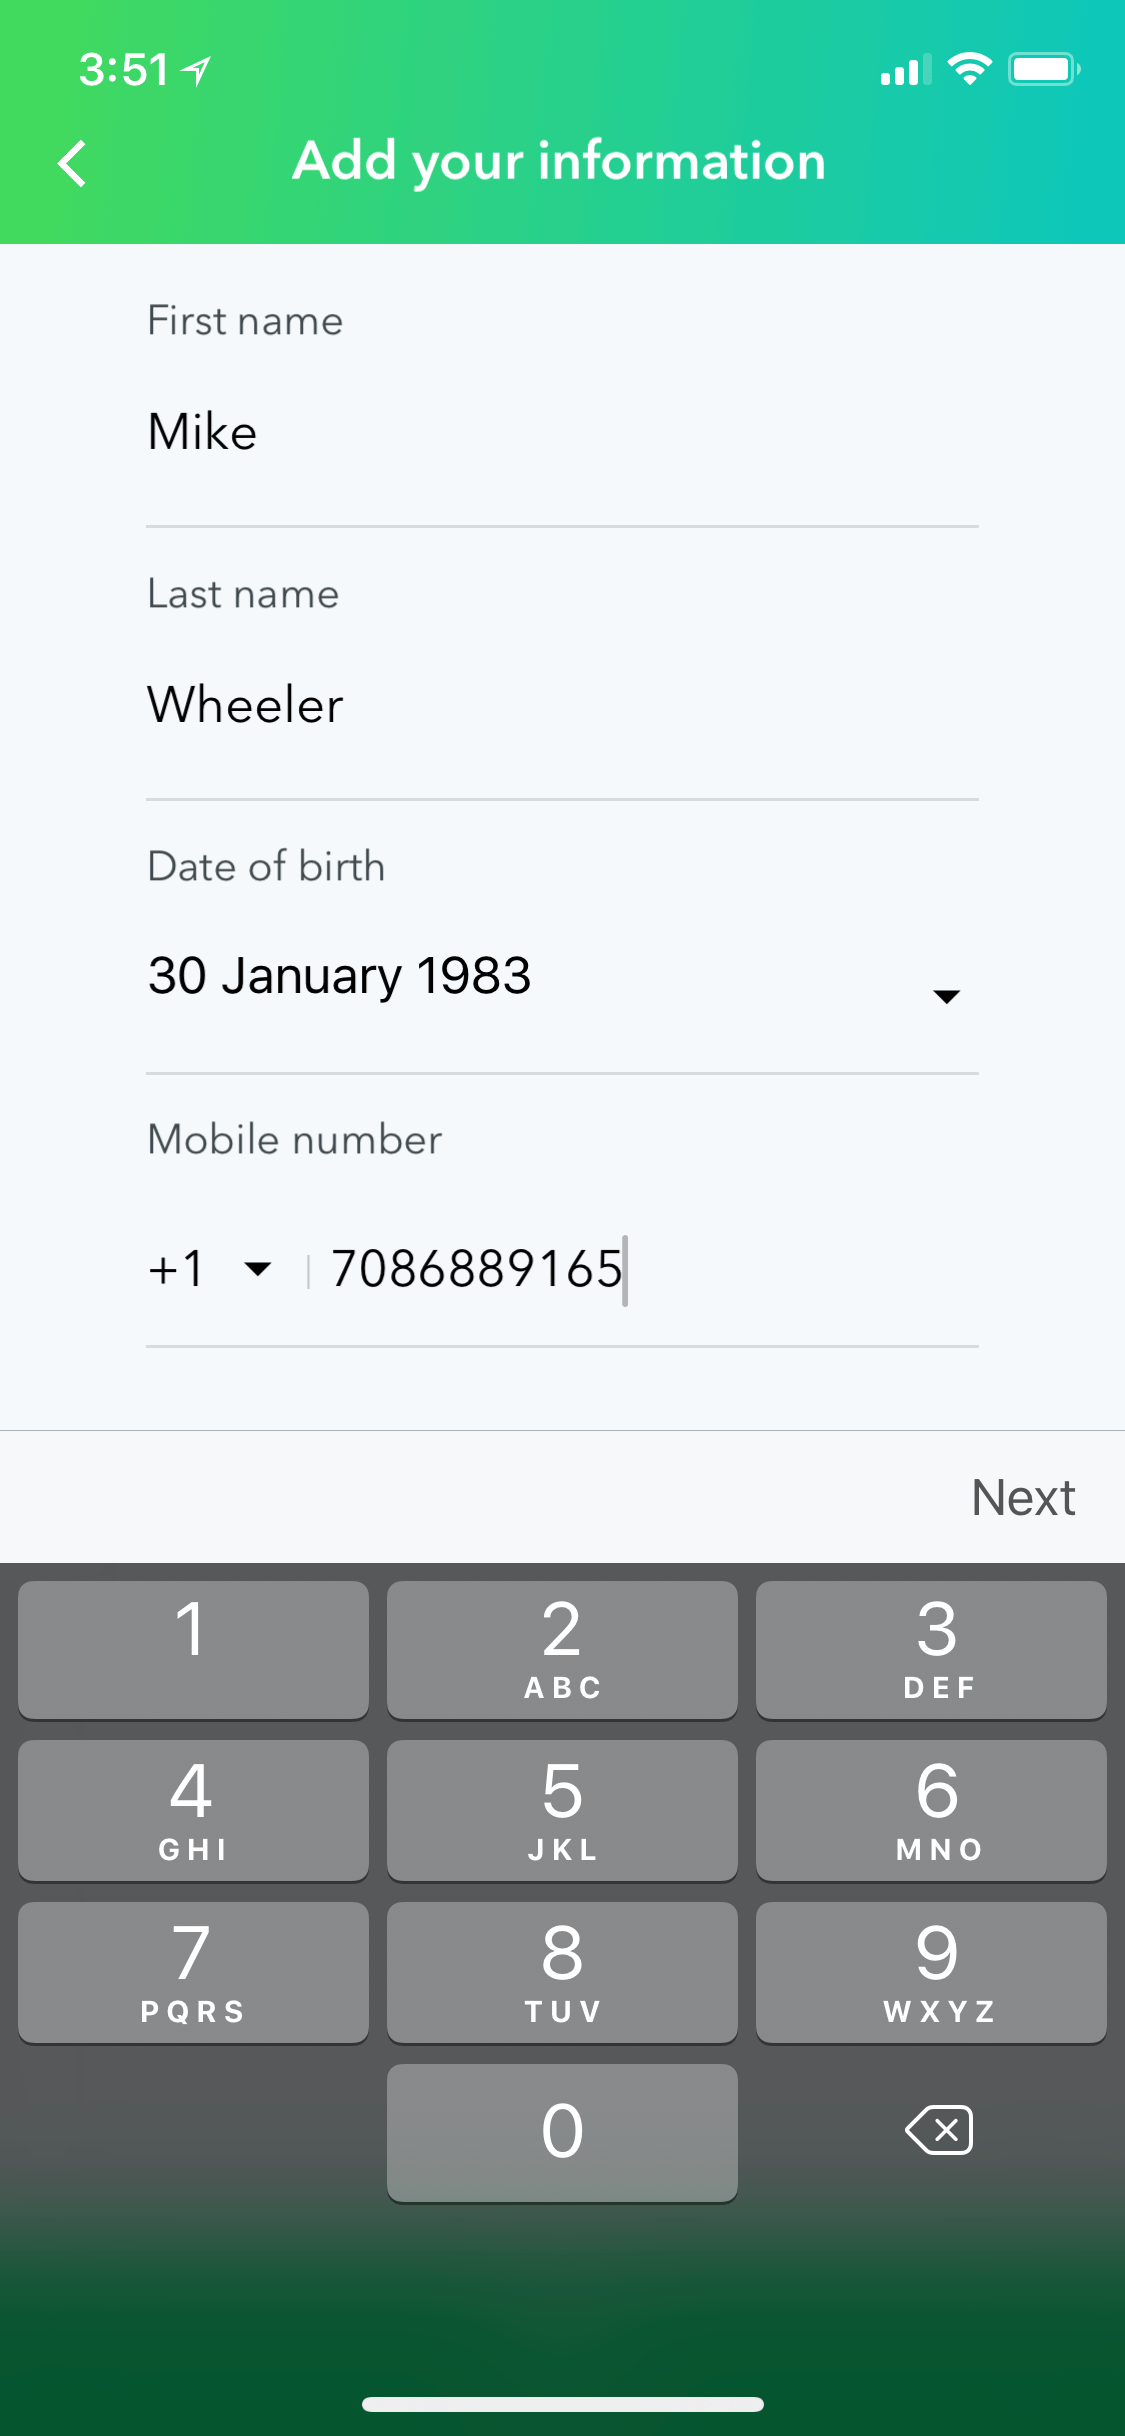 3:51
Add your information
First name
Mike
Last name
Wheeler
Date of birth
30 January 1983
Mobile number
+1 7086889165
Next
1 2 3
ABC DEF
4 5 6
GHI JKL MNO
7 8 9
PQRS TUV WXYZ
0